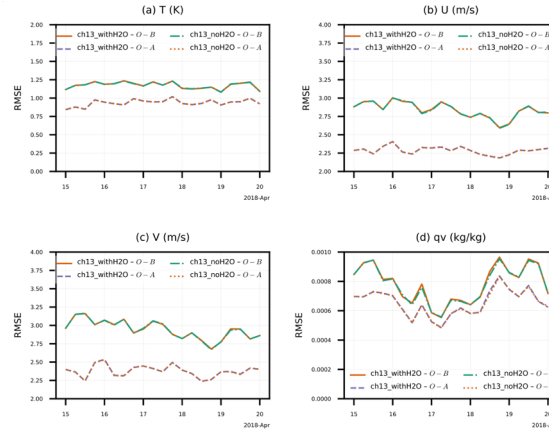 (a) T (K)
2.00
1.75
1.50
1.25
1.00
0.75
0.50
0.25
0.00
RMSE
ch13_withH2O – O − B
ch13_withH2O – O − A
ch13_noH2O – O − B
ch13_noH2O – O − A
15 16 17 18 19 20
2018-Apr
(b) U (m/s)
4.00
3.75
3.50
3.25
3.00
2.75
2.50
2.25
2.00
RMSE
ch13_withH2O – O − B
ch13_withH2O – O − A
ch13_noH2O – O − B
ch13_noH2O – O − A
15 16 17 18 19 20
2018-Apr
(c) V (m/s)
4.00
3.75
3.50
3.25
3.00
2.75
2.50
2.25
2.00
RMSE
ch13_withH2O – O − B
ch13_withH2O – O − A
ch13_noH2O – O − B
ch13_noH2O – O − A
15 16 17 18 19 20
2018-Apr
(d) qv (kg/kg)
0.0010
0.0008
0.0006
0.0004
0.0002
0.0000
RMSE
ch13_withH2O – O − B
ch13_withH2O – O − A
ch13_noH2O – O −
ch13_noH2O – O −
15 16 17 18 19 20
2018-Apr